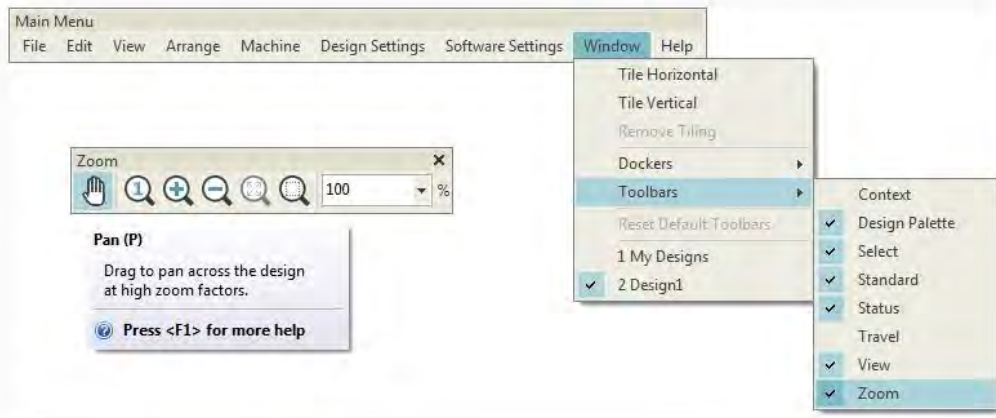 Main Menu
File Edit View Arrange Machine Design Settings Software Settings Window Help
Tile Horizontal
Tile Vertical
Remove Tiling
Dockers
Toolbars
Reset Default Toolbars
1 My Designs
2 Design1
Context
Design Palette
Select
Standard
Status
Travel
View
Zoom
Zoom
1 100 %
Pan (P)
Drag to pan across the design
at high zoom factors.
Press <F1> for more help